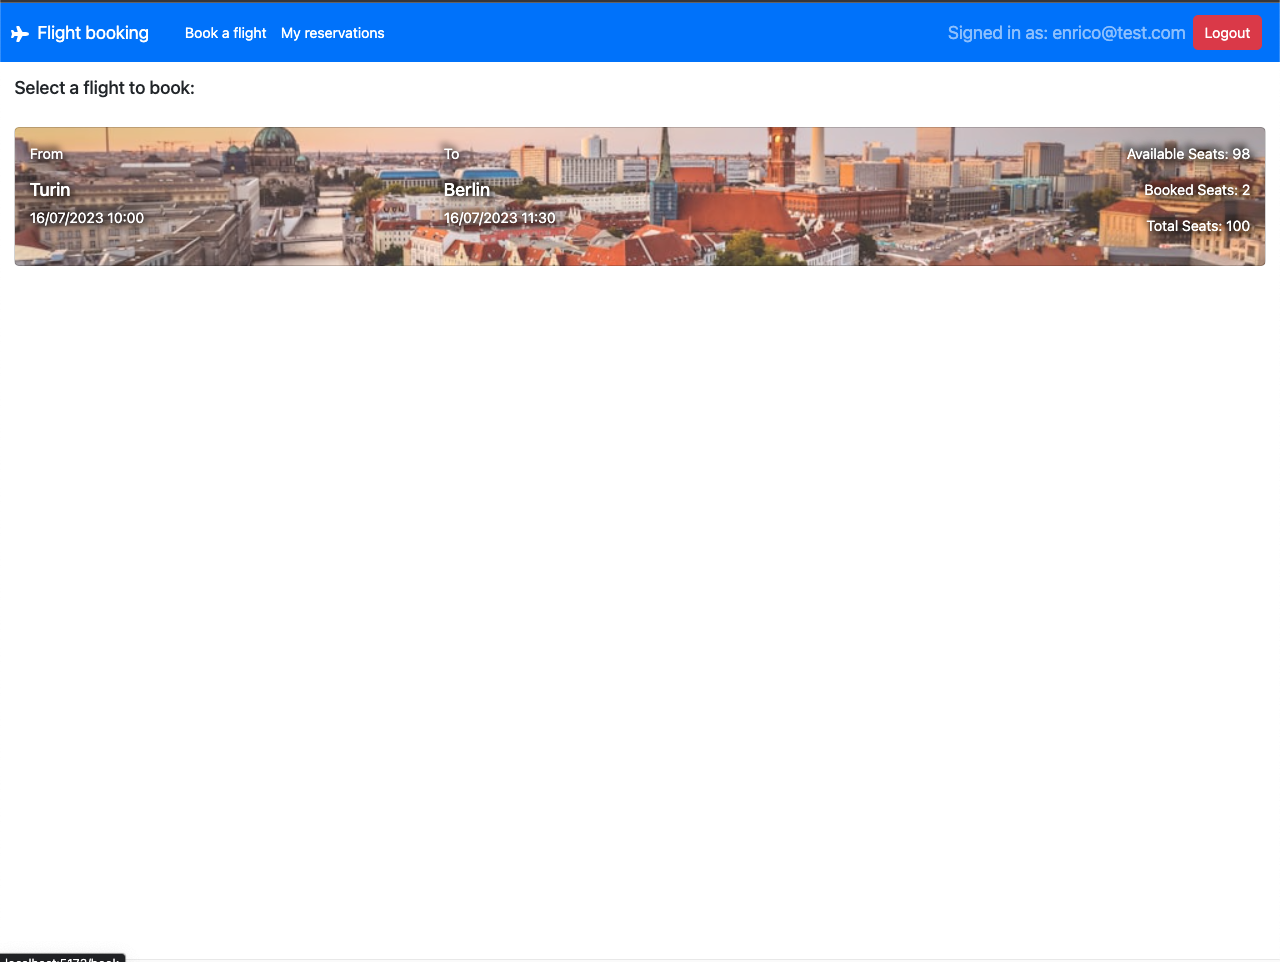 Flight booking Book a flight My reservations Signed in as: enrico@test.com Logout
Select a flight to book:
From To Available Seats: 98
Turin Berlin Booked Seats: 2
16/07/2023 10:00 16/07/2023 11:30 Total Seats: 100
localhost:5173/book